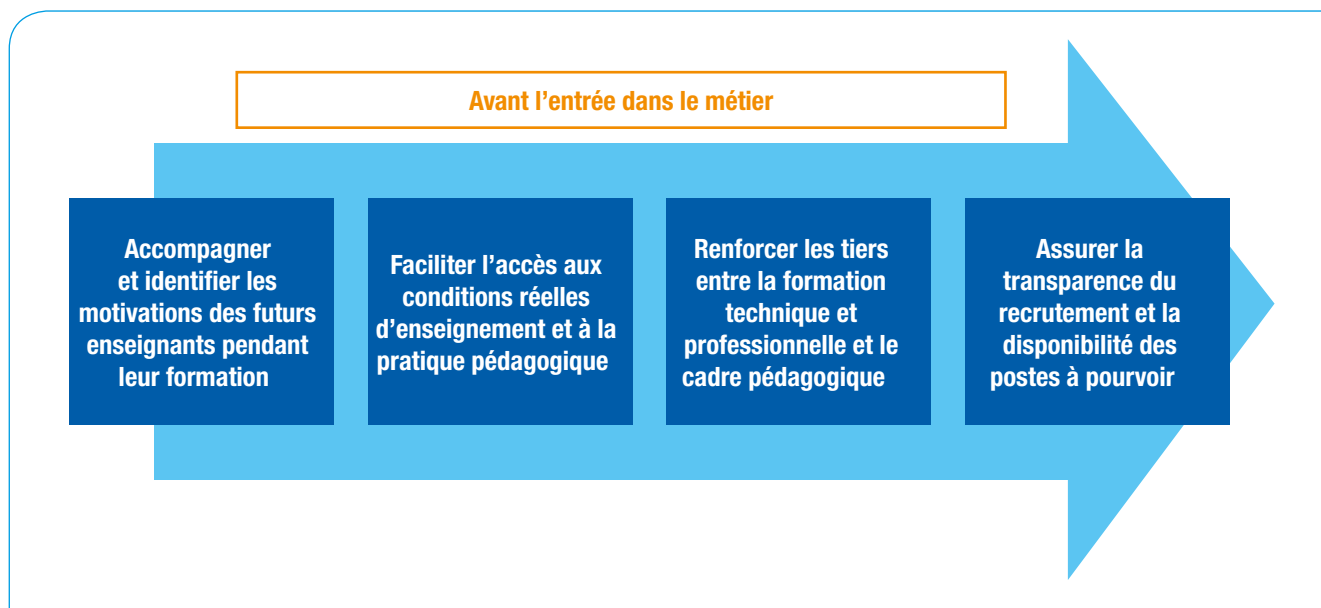 Avant l’entrée dans le métier
Accompagner
et identifier les
motivations des futurs
enseignants pendant
leur formation
Faciliter l’accès aux
conditions réelles
d’enseignement et à la
pratique pédagogique
Renforcer les tiers
entre la formation
technique et
professionnelle et le
cadre pédagogique
Assurer la
transparence du
recrutement et la
disponibilité des
postes à pourvoir